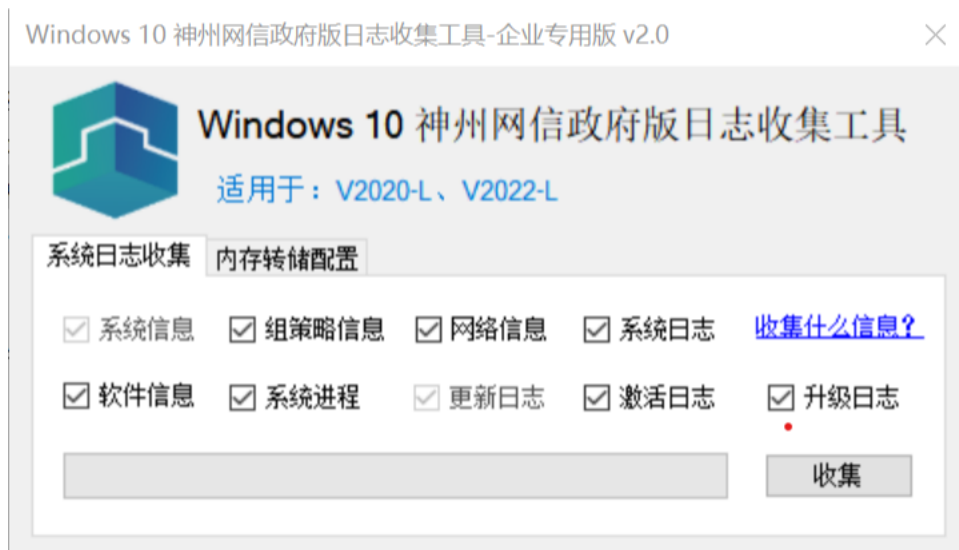 Windows 10 神州网信政府版日志收集工具-企业专用版 v2.0
Windows 10 神州网信政府版日志收集工具
适用于：V2020-L、V2022-L
系统日志收集 内存转储配置
系统信息 组策略信息 网络信息 系统日志 收集什么信息？
软件信息 系统进程 更新日志 激活日志 升级日志
收集